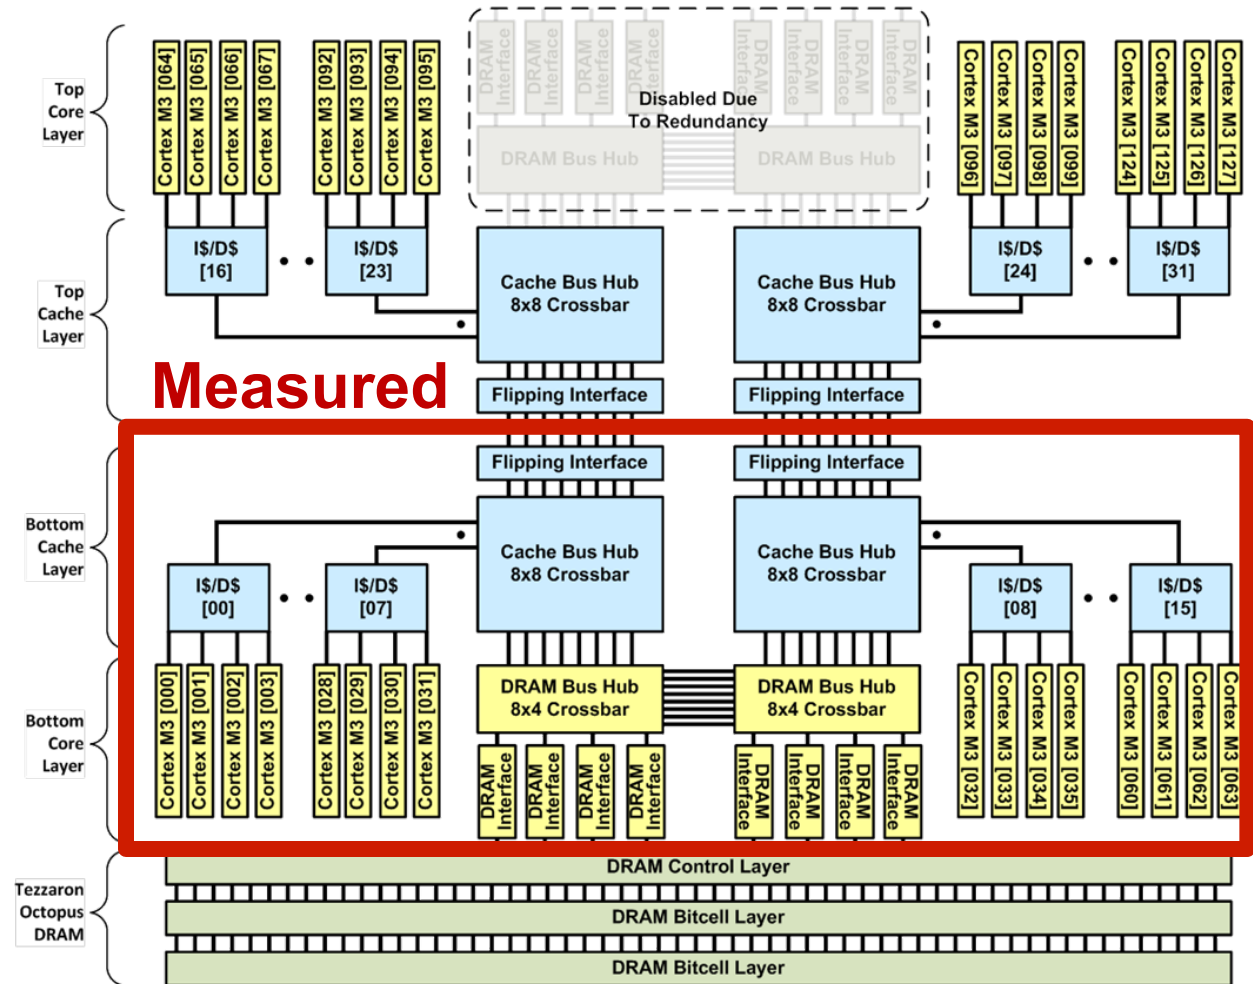 Top
Core
Layer
Cortex M3 [064]
Cortex M3 [065]
Cortex M3 [066]
Cortex M3 [067]
Cortex M3 [092]
Cortex M3 [093]
Cortex M3 [094]
Cortex M3 [095]
DRAM
Interface
DRAM
Interface
DRAM
Interface
DRAM
Interface
DRAM
Interface
DRAM
Interface
DRAM
Interface
DRAM
Interface
Disabled Due
To Redundancy
DRAM Bus Hub
DRAM Bus Hub
Cortex M3 [096]
Cortex M3 [097]
Cortex M3 [098]
Cortex M3 [099]
Cortex M3 [124]
Cortex M3 [125]
Cortex M3 [126]
Cortex M3 [127]
Top
Cache
Layer
I$/D$
[16]
I$/D$
[23]
Cache Bus Hub
8x8 Crossbar
Cache Bus Hub
8x8 Crossbar
I$/D$
[24]
I$/D$
[31]
Flipping Interface
Flipping Interface
Measured
Flipping Interface
Flipping Interface
Bottom
Cache
Layer
I$/D$
[00]
I$/D$
[07]
Cache Bus Hub
8x8 Crossbar
Cache Bus Hub
8x8 Crossbar
I$/D$
[08]
I$/D$
[15]
Bottom
Core
Layer
Cortex M3 [000]
Cortex M3 [001]
Cortex M3 [002]
Cortex M3 [003]
Cortex M3 [028]
Cortex M3 [029]
Cortex M3 [030]
Cortex M3 [031]
DRAM Bus Hub
8x4 Crossbar
DRAM Bus Hub
8x4 Crossbar
DRAM
Interface
DRAM
Interface
DRAM
Interface
DRAM
Interface
DRAM
Interface
DRAM
Interface
DRAM
Interface
DRAM
Interface
Cortex M3 [032]
Cortex M3 [033]
Cortex M3 [034]
Cortex M3 [035]
Cortex M3 [060]
Cortex M3 [061]
Cortex M3 [062]
Cortex M3 [063]
Tezzaron
Octopus
DRAM
DRAM Control Layer
DRAM Bitcell Layer
DRAM Bitcell Layer